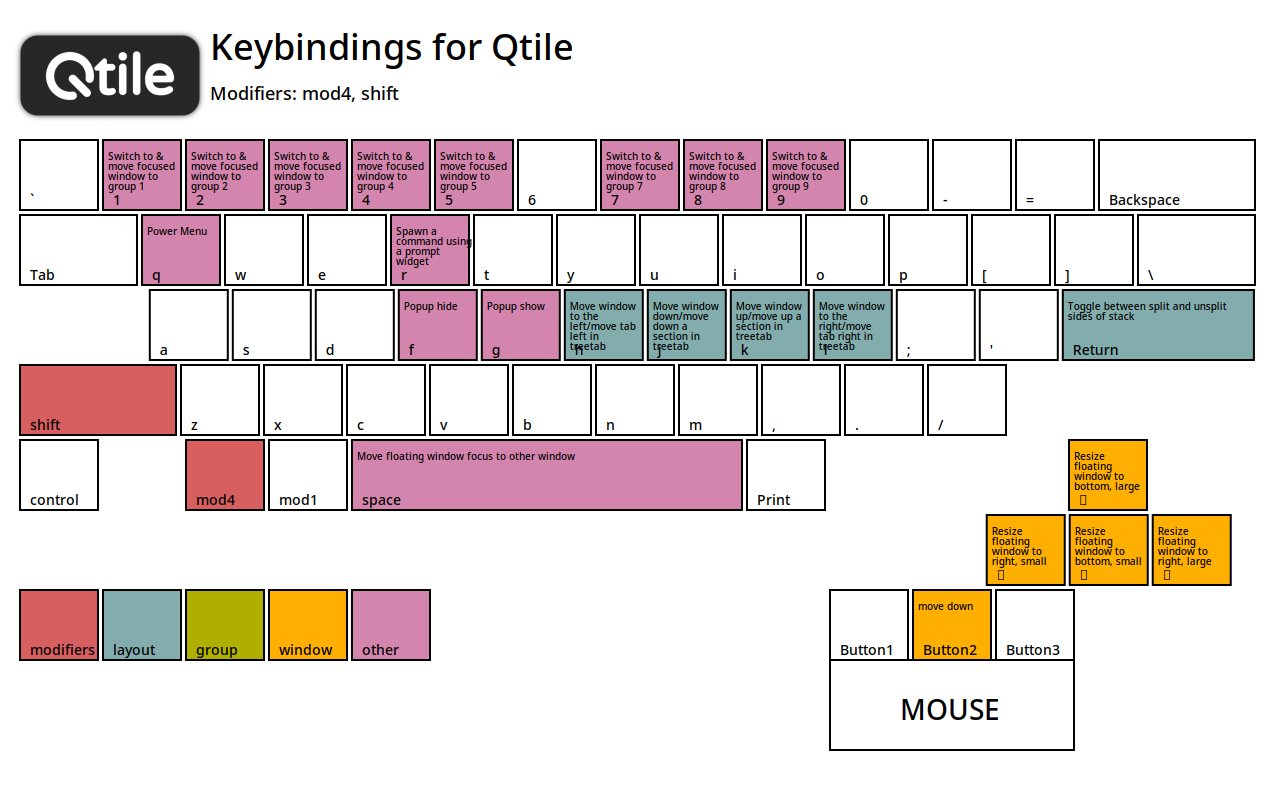 Qtile
Keybindings for Qtile
Modifiers: mod4, shift
`
Switch to &
move focused
window to
group 1
1
Switch to &
move focused
window to
group 2
2
Switch to &
move focused
window to
group 3
3
Switch to &
move focused
window to
group 4
4
Switch to &
move focused
window to
group 5
5
6
Switch to &
move focused
window to
group 7
7
Switch to &
move focused
window to
group 8
8
Switch to &
move focused
window to
group 9
9
0
-
=
Backspace
Tab
Power Menu
q
w
e
Spawn a
command using
a prompt
widget
r
t
y
u
i
o
p
[
]
\
a
s
d
Popup hide
f
Popup show
g
Move window
to the
left/move tab
left in
treetab
h
Move window
down/move
down a
section in
treetab
j
Move window
up/move up a
section in
treetab
k
Move window
to the
right/move
tab right in
treetab
l
;
'
Toggle between split and unsplit
sides of stack
Return
shift
z
x
c
v
b
n
m
,
.
/
control
mod4
mod1
Move floating window focus to other window
space
Print
Resize
floating
window to
bottom, large
Resize
floating
window to
right, small
Resize
floating
window to
bottom, small
Resize
floating
window to
right, large
modifiers
layout
group
window
other
Button1
move down
Button2
Button3
MOUSE